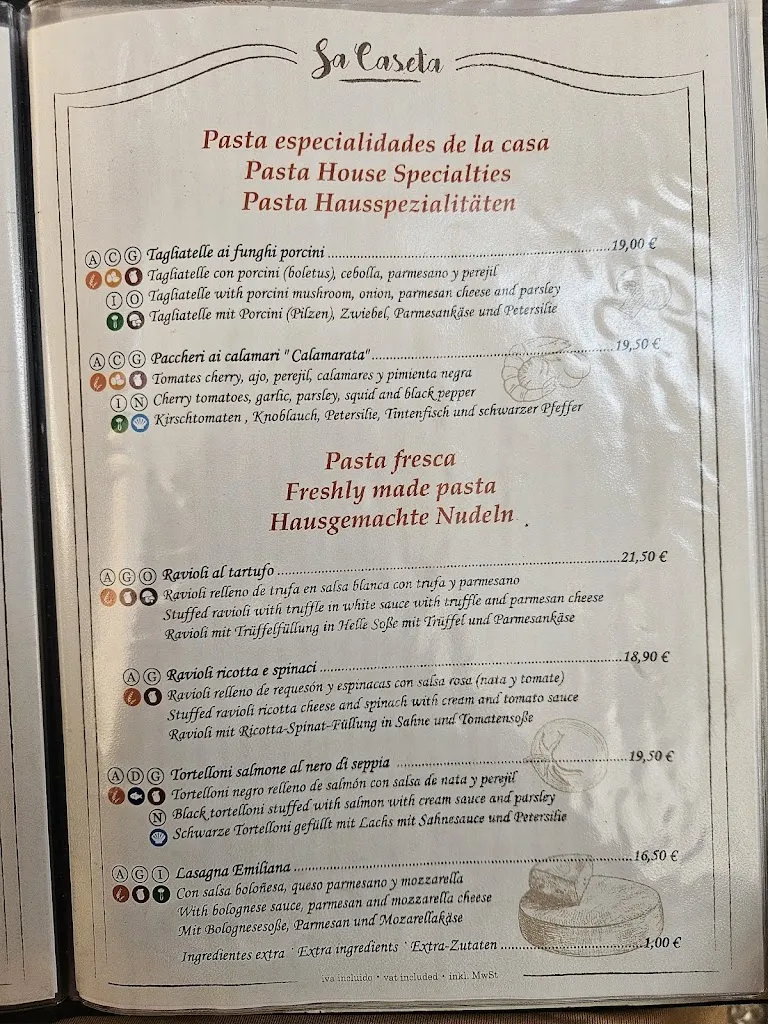 Sa Caseta
Pasta especialidades de la casa
Pasta House Specialties
Pasta Hausspezialitäten
A C G Tagliatelle ai funghi porcini 19,00 €
Tagliatelle con porcini (boletus), cebolla, parmesano y perejil
I O Tagliatelle with porcini mushroom, onion, parmesan cheese and parsley
Tagliatelle mit Porcini (Pilzen), Zwiebel, Parmesankäse und Petersilie
A C G Paccheri ai calamari "Calamarata" 19,50 €
Tomates cherry, ajo, perejil, calamares y pimienta negra
I N Cherry tomatoes, garlic, parsley, squid and black pepper
Kirschtomaten , Knoblauch, Petersilie, Tintenfisch und schwarzer Pfeffer
Pasta fresca
Freshly made pasta
Hausgemachte Nudeln .
A G O Ravioli al tartufo 21,50 €
Ravioli relleno de trufa en salsa blanca con trufa y parmesano
Stuffed ravioli with truffle in white sauce with truffle and parmesan cheese
Ravioli mit Trüffelfüllung in Helle Soße mit Trüffel und Parmesankäse
A G Ravioli ricotta e spinaci 18,90 €
Ravioli relleno de requesón y espinacas con salsa rosa (nata y tomate)
Stuffed ravioli ricotta cheese and spinach with cream and tomato sauce
Ravioli mit Ricotta-Spinat-Füllung in Sahne und Tomatensoße
A D G Tortelloni salmone al nero di seppia 19,50 €
Tortelloni negro relleno de salmón con salsa de nata y perejil
N Black tortelloni stuffed with salmon with cream sauce and parsley
Schwarze Tortelloni gefüllt mit Lachs mit Sahnesauce und Petersilie
A G I Lasagna Emiliana 16,50 €
Con salsa boloñesa, queso parmesano y mozzarella
With bolognese sauce, parmesan and mozzarella cheese
Mit Bolognesesoße, Parmesan und Mozarellakäse
Ingredientes extra ' Extra ingredients ' Extra-Zutaten 1,00 €
iva incluido • vat included • inkl. MwSt